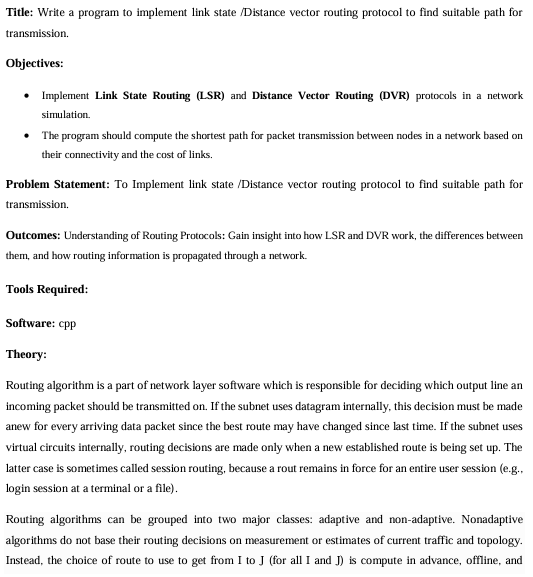 Title: Write a program to implement link state /Distance vector routing protocol to find suitable path for
transmission.
Objectives:
• Implement Link State Routing (LSR) and Distance Vector Routing (DVR) protocols in a network
simulation.
• The program should compute the shortest path for packet transmission between nodes in a network based on
their connectivity and the cost of links.
Problem Statement: To Implement link state /Distance vector routing protocol to find suitable path for
transmission.
Outcomes: Understanding of Routing Protocols: Gain insight into how LSR and DVR work, the differences between
them, and how routing information is propagated through a network.
Tools Required:
Software: cpp
Theory:
Routing algorithm is a part of network layer software which is responsible for deciding which output line an
incoming packet should be transmitted on. If the subnet uses datagram internally, this decision must be made
anew for every arriving data packet since the best route may have changed since last time. If the subnet uses
virtual circuits internally, routing decisions are made only when a new established route is being set up. The
latter case is sometimes called session routing, because a rout remains in force for an entire user session (e.g.,
login session at a terminal or a file).
Routing algorithms can be grouped into two major classes: adaptive and non-adaptive. Nonadaptive
algorithms do not base their routing decisions on measurement or estimates of current traffic and topology.
Instead, the choice of route to use to get from I to J (for all I and J) is compute in advance, offline, and